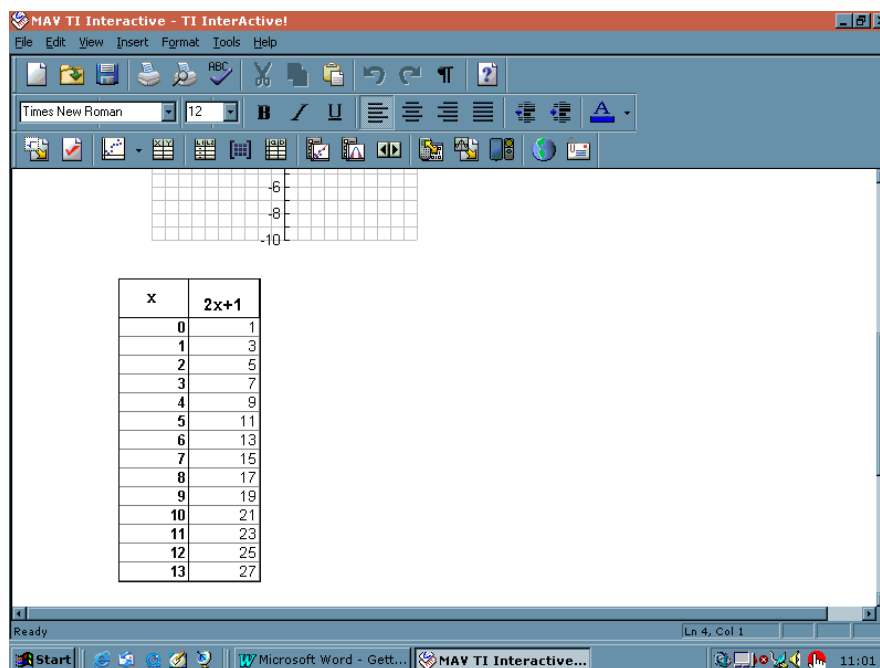 MAV TI Interactive - TI InterActive!
File Edit View Insert Format Tools Help
ABC
Times New Roman 12 B I U A
-6
-8
-10
x 2x+1
0 1
1 3
2 5
3 7
4 9
5 11
6 13
7 15
8 17
9 19
10 21
11 23
12 25
13 27
Ready Ln 4, Col 1
Start Microsoft Word - Gett... MAV TI Interactive... 11:01